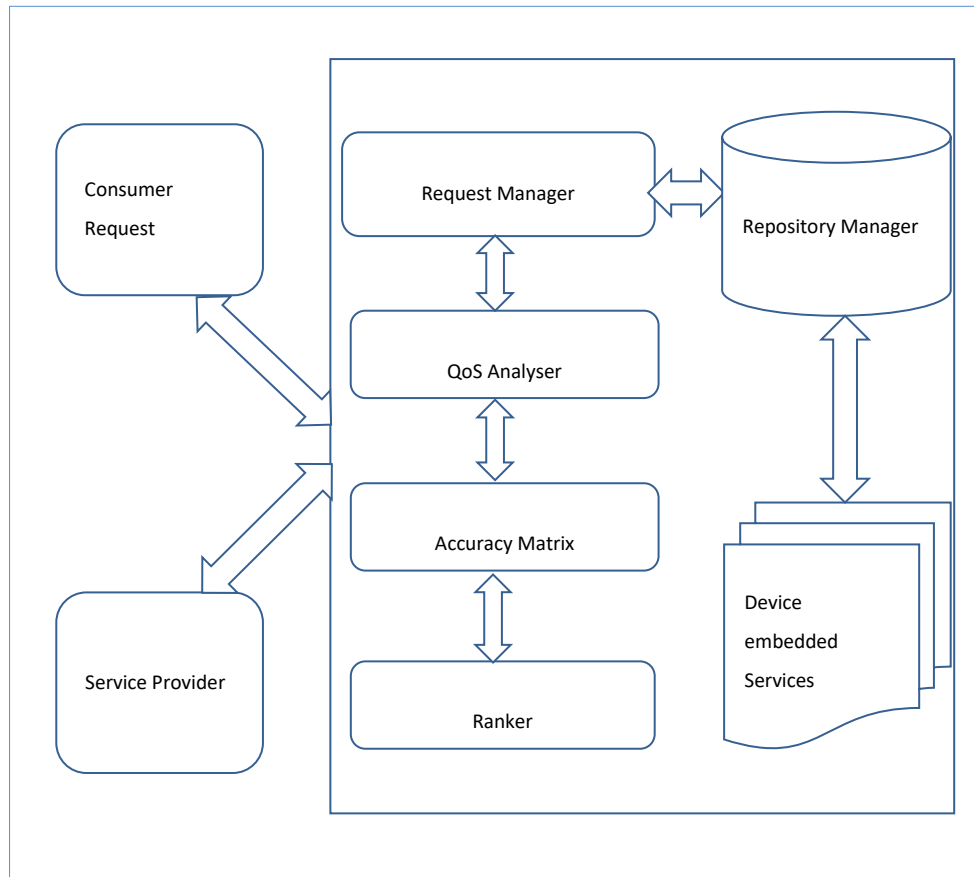 Consumer
Request
Request Manager
Repository Manager
QoS Analyser
Accuracy Matrix
Device
embedded
Services
Service Provider
Ranker